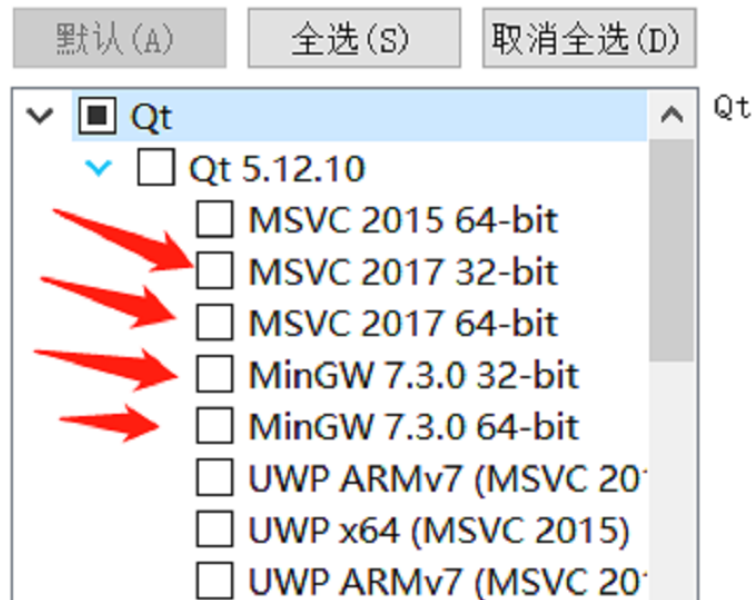 默认(A) 全选(S) 取消全选(D)
Qt Qt
Qt 5.12.10
MSVC 2015 64-bit
MSVC 2017 32-bit
MSVC 2017 64-bit
MinGW 7.3.0 32-bit
MinGW 7.3.0 64-bit
UWP ARMv7 (MSVC 20
UWP x64 (MSVC 2015)
UWP ARMv7 (MSVC 20